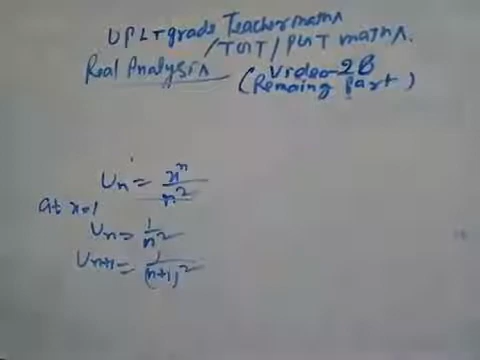 UP LT grade Teacher maths
/TGT/PGT maths.
Real Analysis Video-28
(Remaing Part)
Un = x^n/n^2
at x=1
Un = 1/n^2
Un+1 = 1/(n+1)^2